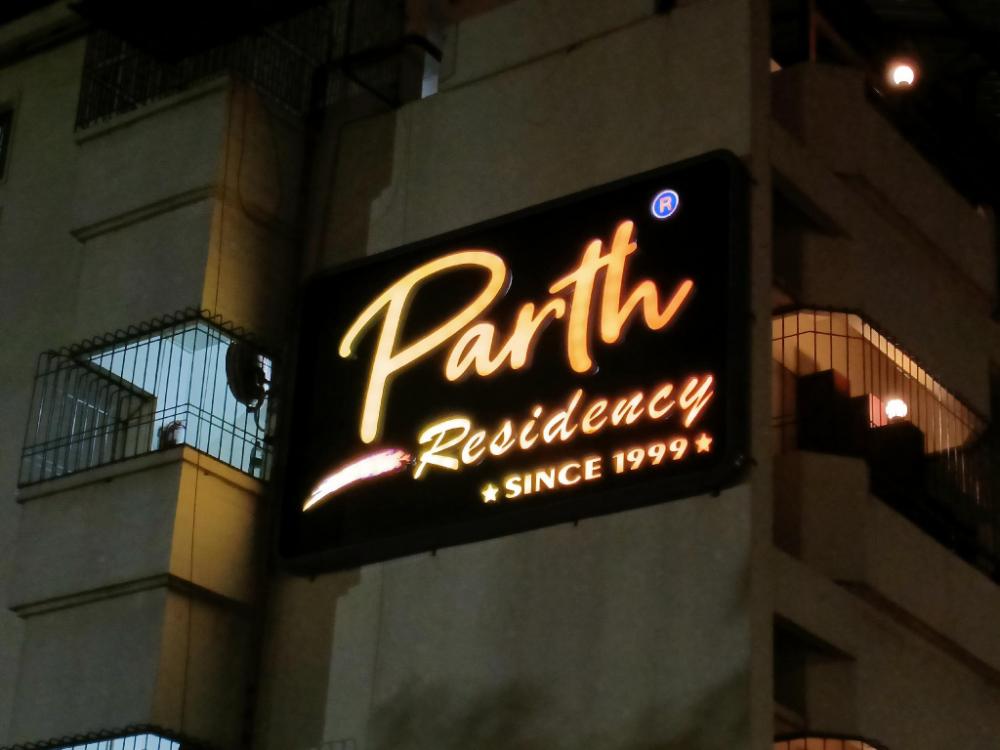 ®
Parth
Residency
★ SINCE 1999 ★